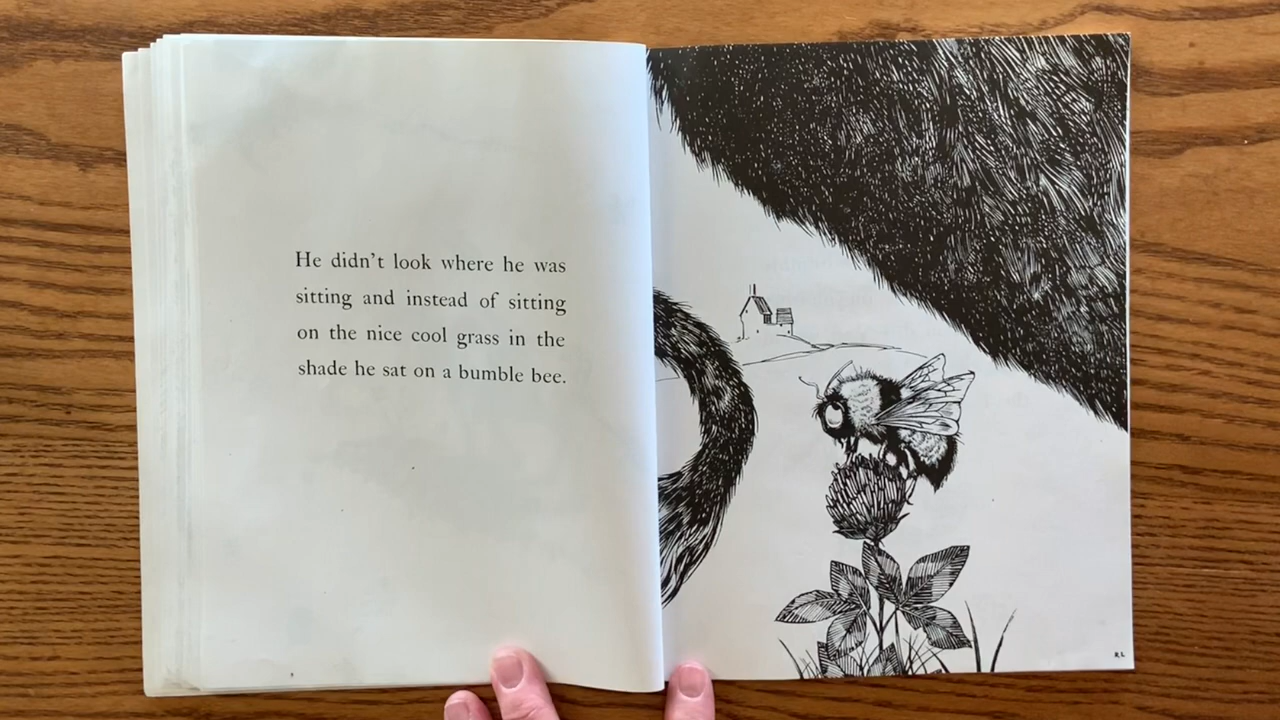 He didn't look where he was
sitting and instead of sitting
on the nice cool grass in the
shade he sat on a bumble bee.
R L